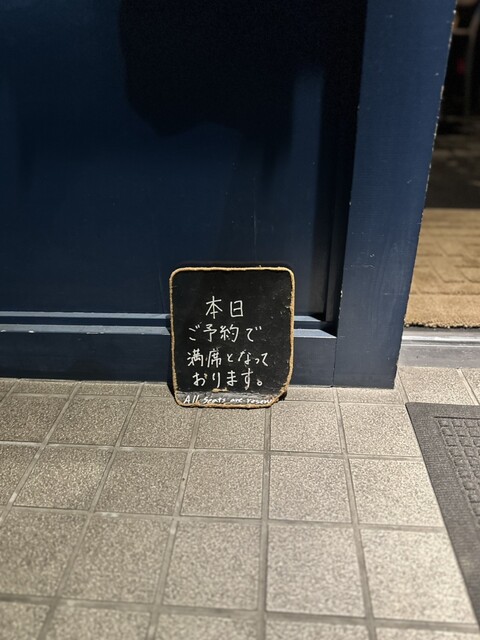 本日
ご予約で
満席となって
おります。
All seats are reserved